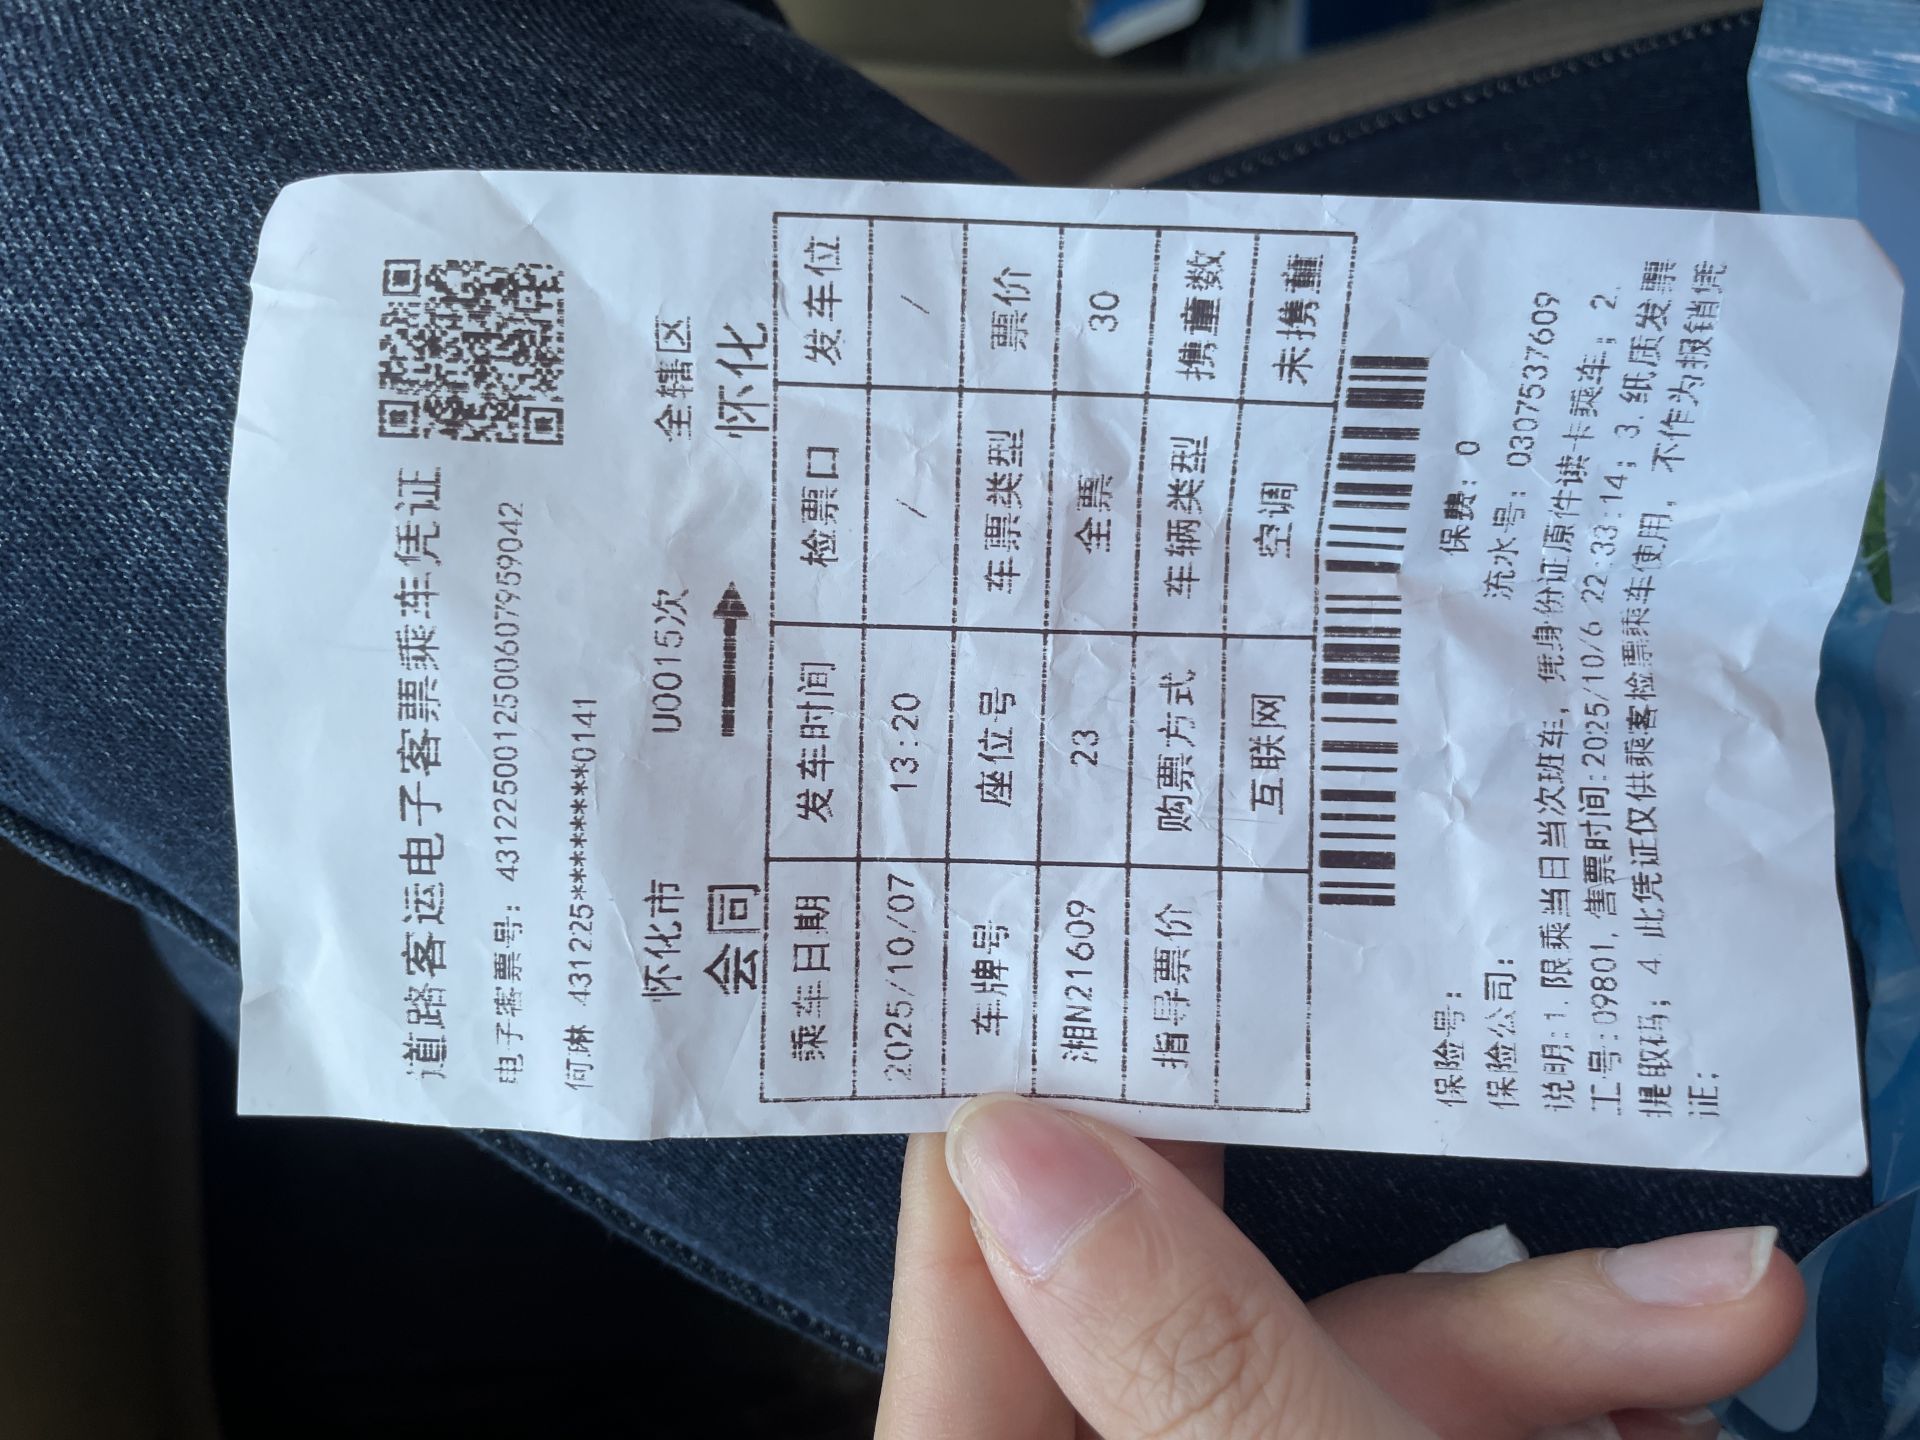 道路客运电子客票乘车凭证
电子客票号: 4312250012500607959042
何琳 431225*********0141
怀化市 U0015次 全辖区
会同 怀化
乘车日期 发车时间 检票口 发车位
2025/10/07 13:20 / /
车牌号 座位号 车票类型 票价
湘N21609 23 全票 30
指导票价 购票方式 车辆类型 携童数
互联网 空调 未携童
保险号: 保费: 0
保险公司: 流水号: 0307537609
说明:1.限乘当日当次班车, 凭身份证原件读卡乘车; 2.
工号:09801,售票时间:2025/10/6 22:33:14; 3.纸质发票
提取码; 4.此凭证仅供乘客检票乘车使用, 不作为报销凭
证;